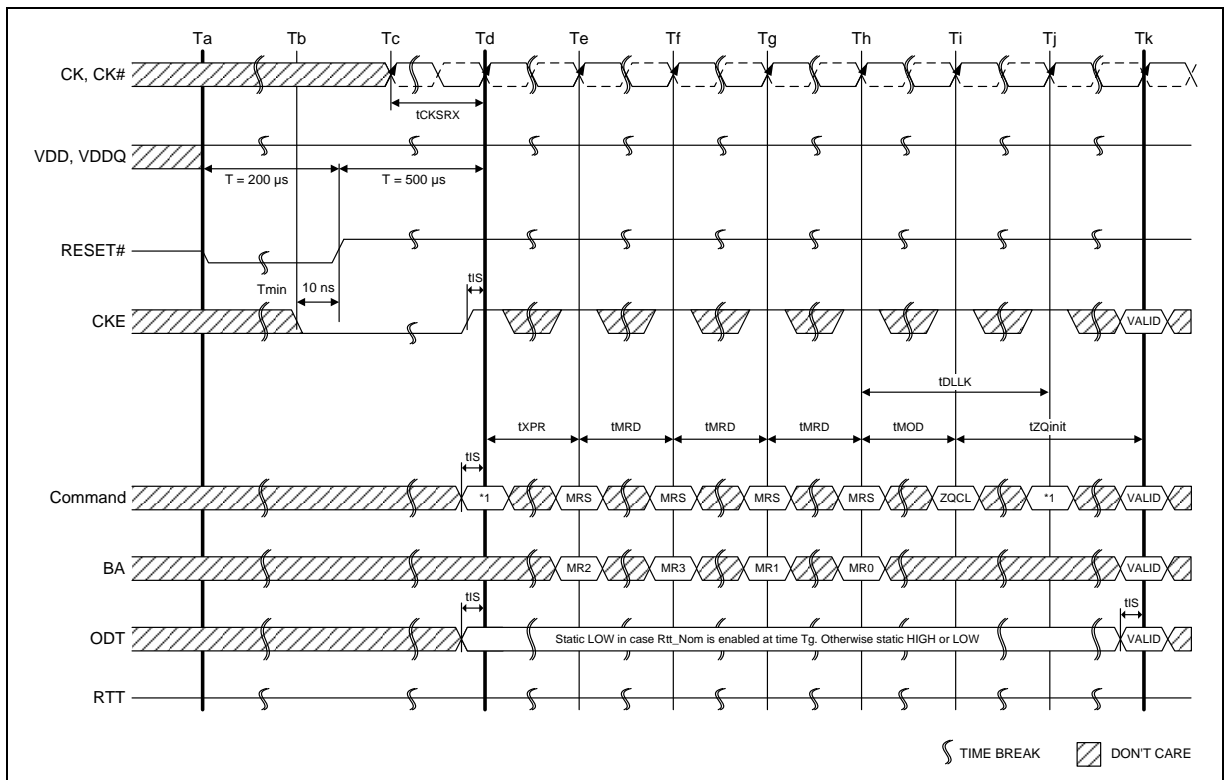 Ta Tb Tc Td Te Tf Tg Th Ti Tj Tk
CK, CK#
tCKSRX
VDD, VDDQ
T = 200 µs T = 500 µs
RESET#
Tmin 10 ns tIS
CKE VALID
tDLLK
tXPR tMRD tMRD tMRD tMOD tZQinit
tIS
Command *1 MRS MRS MRS MRS ZQCL *1 VALID
BA MR2 MR3 MR1 MR0 VALID
tIS tIS
ODT Static LOW in case Rtt_Nom is enabled at time Tg. Otherwise static HIGH or LOW VALID
RTT
TIME BREAK DON'T CARE